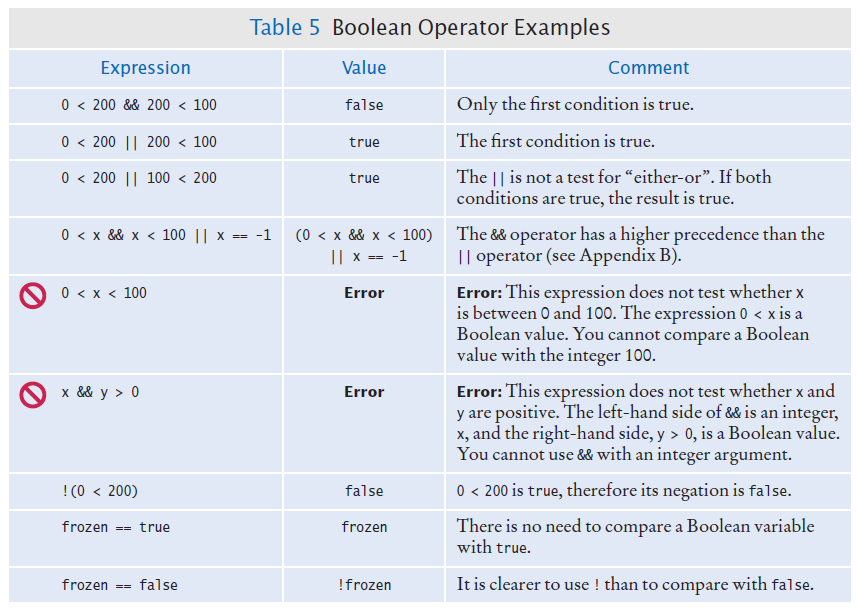 Table 5 Boolean Operator Examples
Expression Value Comment
0 < 200 && 200 < 100 false Only the first condition is true.
0 < 200 || 200 < 100 true The first condition is true.
0 < 200 || 100 < 200 true The || is not a test for “either-or”. If both
conditions are true, the result is true.
0 < x && x < 100 || x == -1 (0 < x && x < 100) The && operator has a higher precedence than the
|| x == -1 || operator (see Appendix B).
0 < x < 100 Error Error: This expression does not test whether x
is between 0 and 100. The expression 0 < x is a
Boolean value. You cannot compare a Boolean
value with the integer 100.
x && y > 0 Error Error: This expression does not test whether x and
y are positive. The left-hand side of && is an integer,
x, and the right-hand side, y > 0, is a Boolean value.
You cannot use && with an integer argument.
!(0 < 200) false 0 < 200 is true, therefore its negation is false.
frozen == true frozen There is no need to compare a Boolean variable
with true.
frozen == false !frozen It is clearer to use ! than to compare with false.